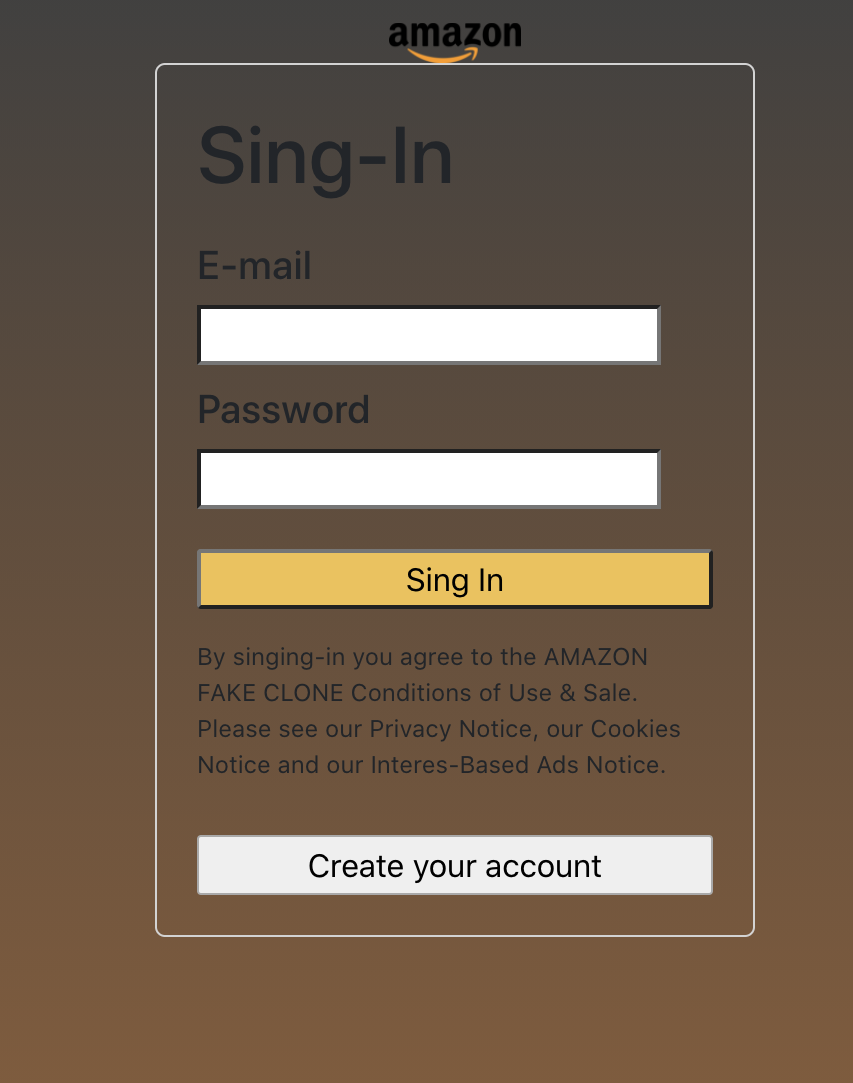 amazon
Sing-In
E-mail
Password
Sing In
By singing-in you agree to the AMAZON
FAKE CLONE Conditions of Use & Sale.
Please see our Privacy Notice, our Cookies
Notice and our Interes-Based Ads Notice.
Create your account